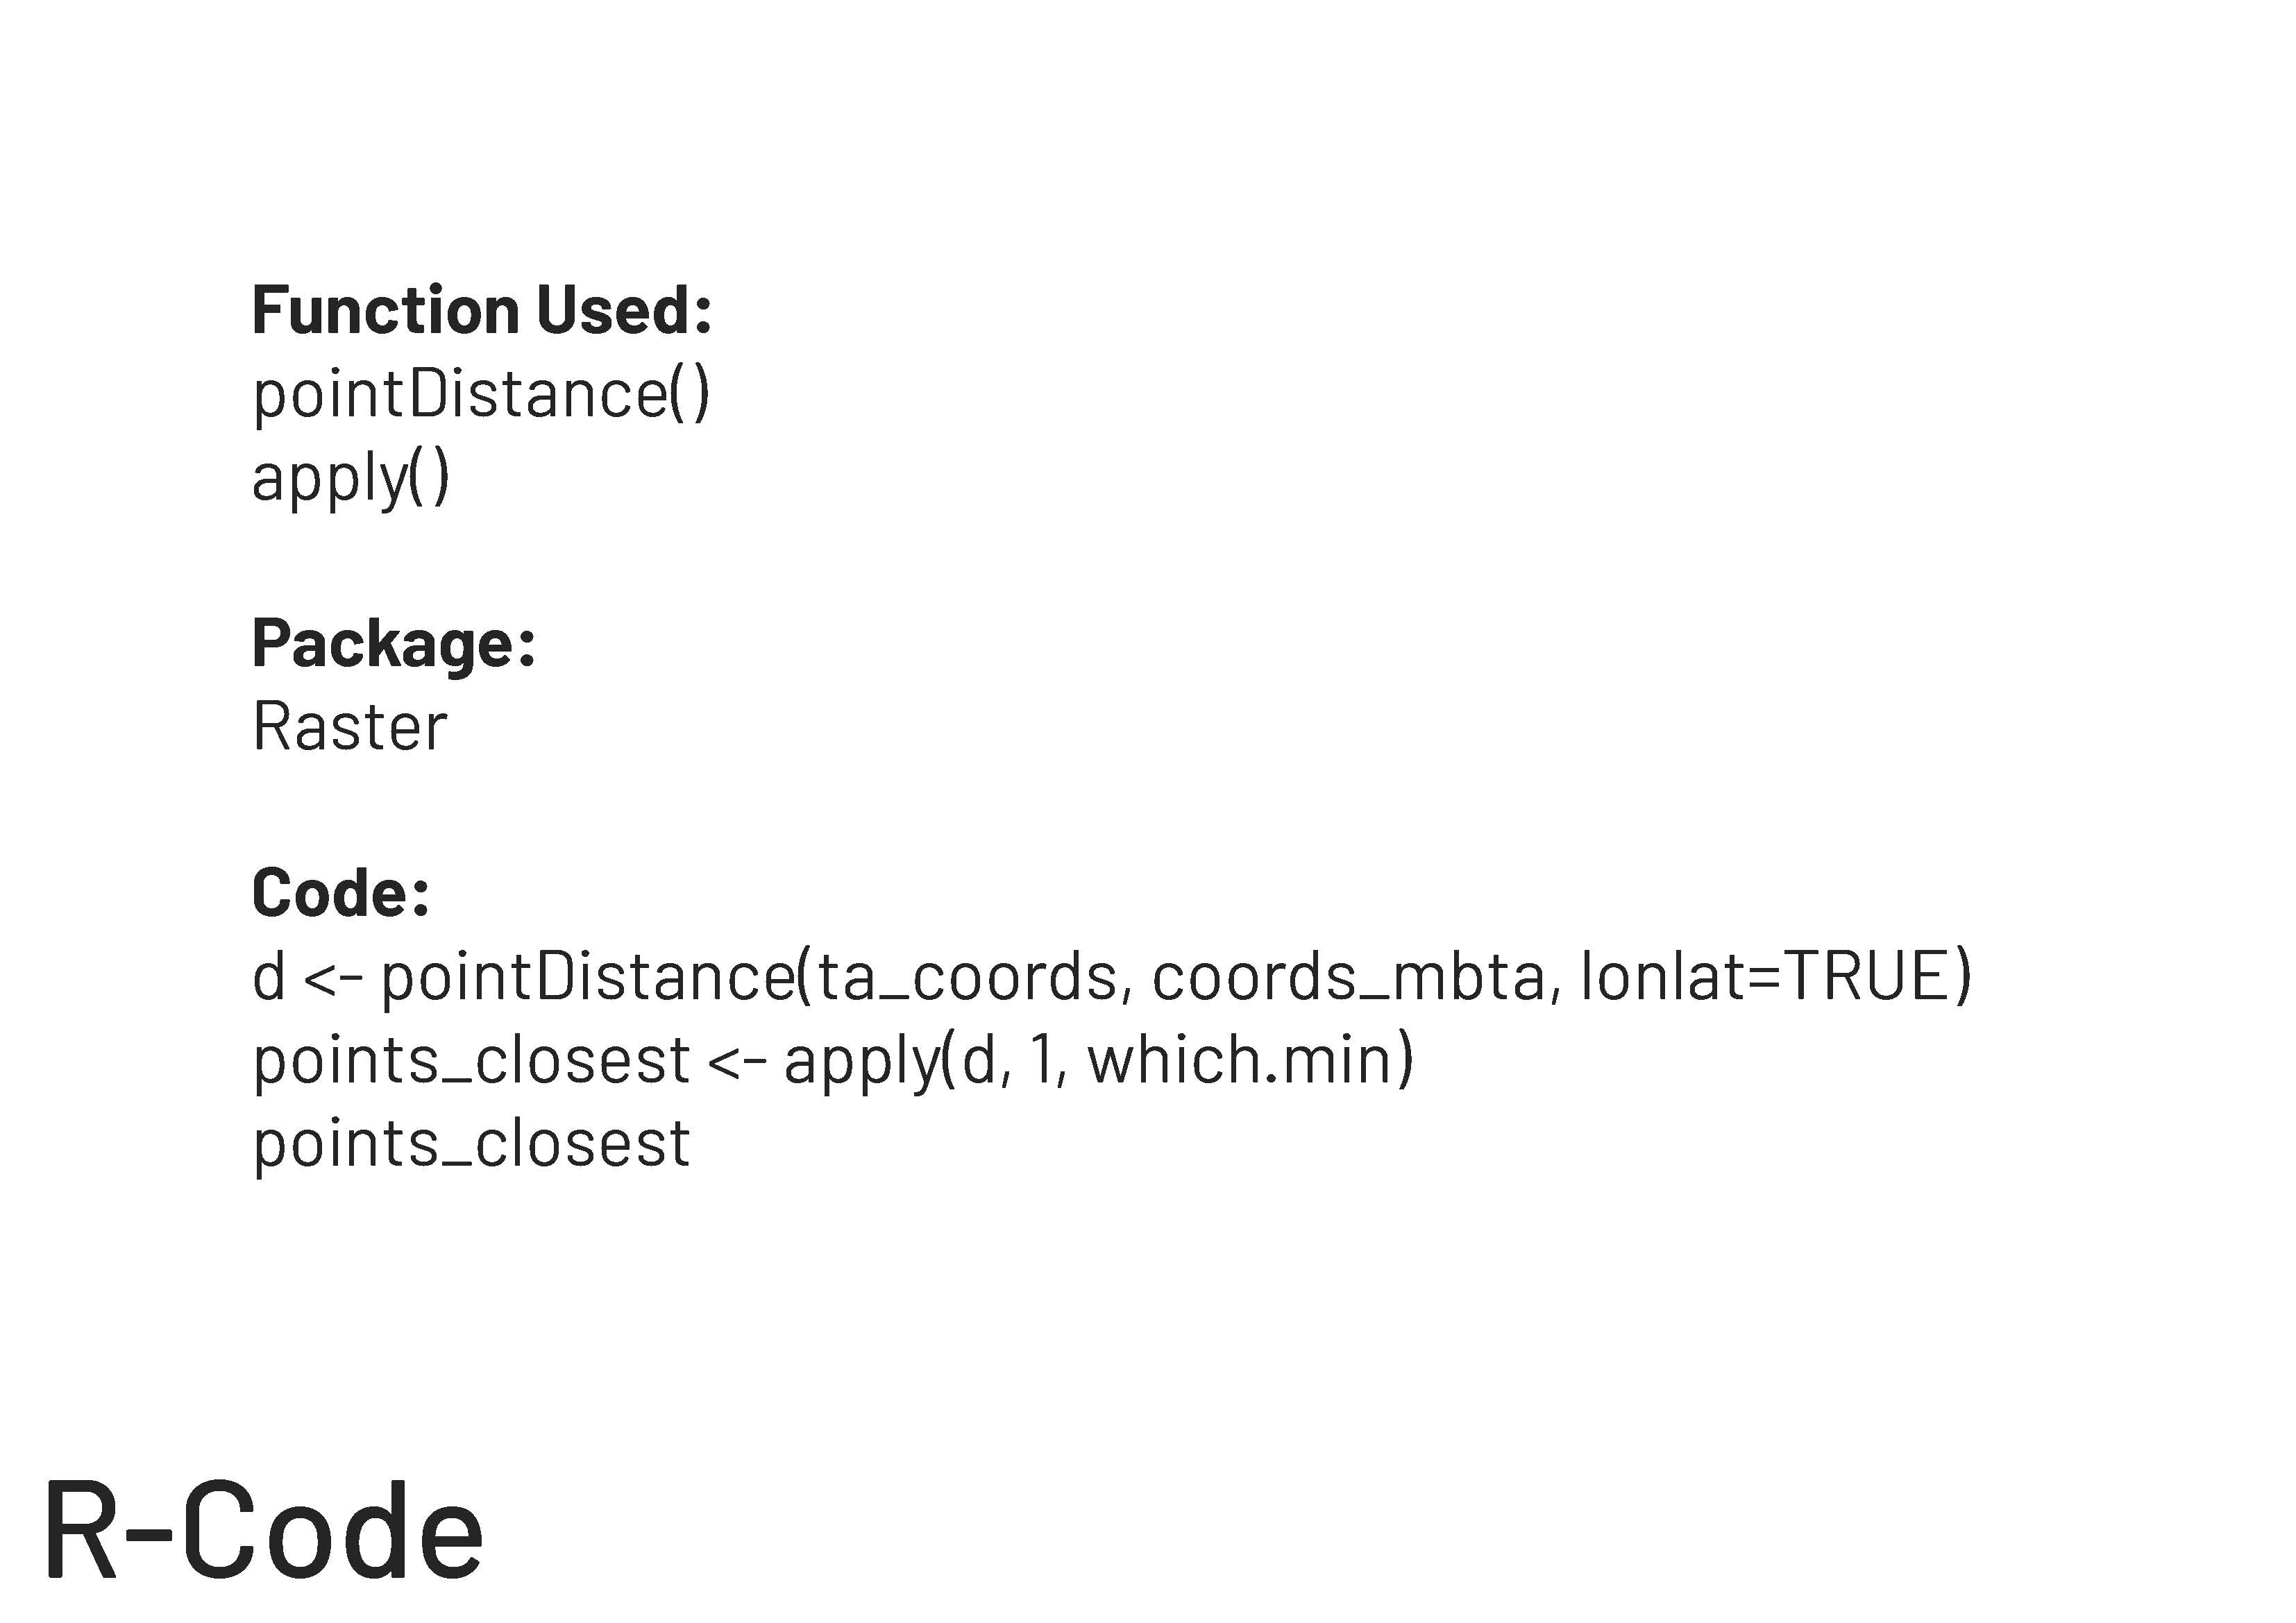 Function Used:
pointDistance()
apply()
Package:
Raster
Code:
d <- pointDistance(ta_coords, coords_mbta, lonlat=TRUE)
points_closest <- apply(d, 1, which.min)
points_closest
R-Code